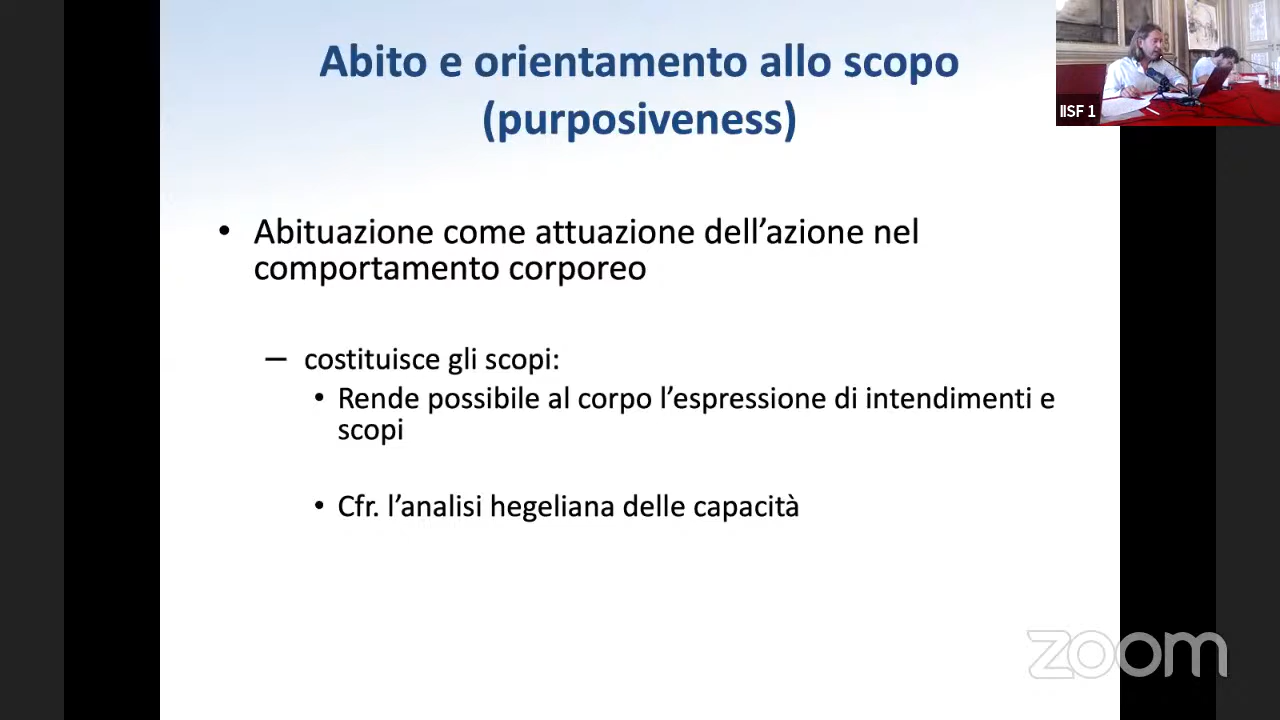 Abito e orientamento allo scopo
(purposiveness)
IISF 1
• Abituazione come attuazione dell’azione nel
comportamento corporeo
– costituisce gli scopi:
• Rende possibile al corpo l’espressione di intendimenti e
scopi
• Cfr. l’analisi hegeliana delle capacità
zoom